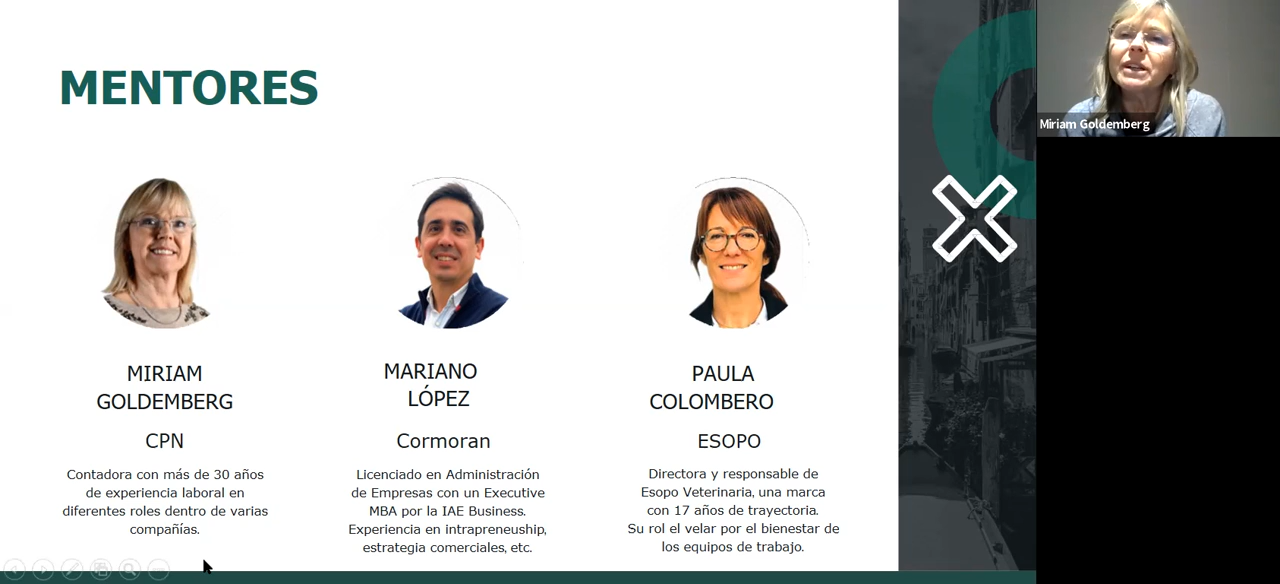 MENTORES
MIRIAM
GOLDEMBERG
CPN
Contadora con más de 30 años
de experiencia laboral en
diferentes roles dentro de varias
compañías.
MARIANO
LÓPEZ
Cormoran
Licenciado en Administración
de Empresas con un Executive
MBA por la IAE Business.
Experiencia en intrapreneuship,
estrategia comerciales, etc.
PAULA
COLOMBERO
ESOPO
Directora y responsable de
Esopo Veterinaria, una marca
con 17 años de trayectoria.
Su rol el velar por el bienestar de
los equipos de trabajo.
Miriam Goldemberg